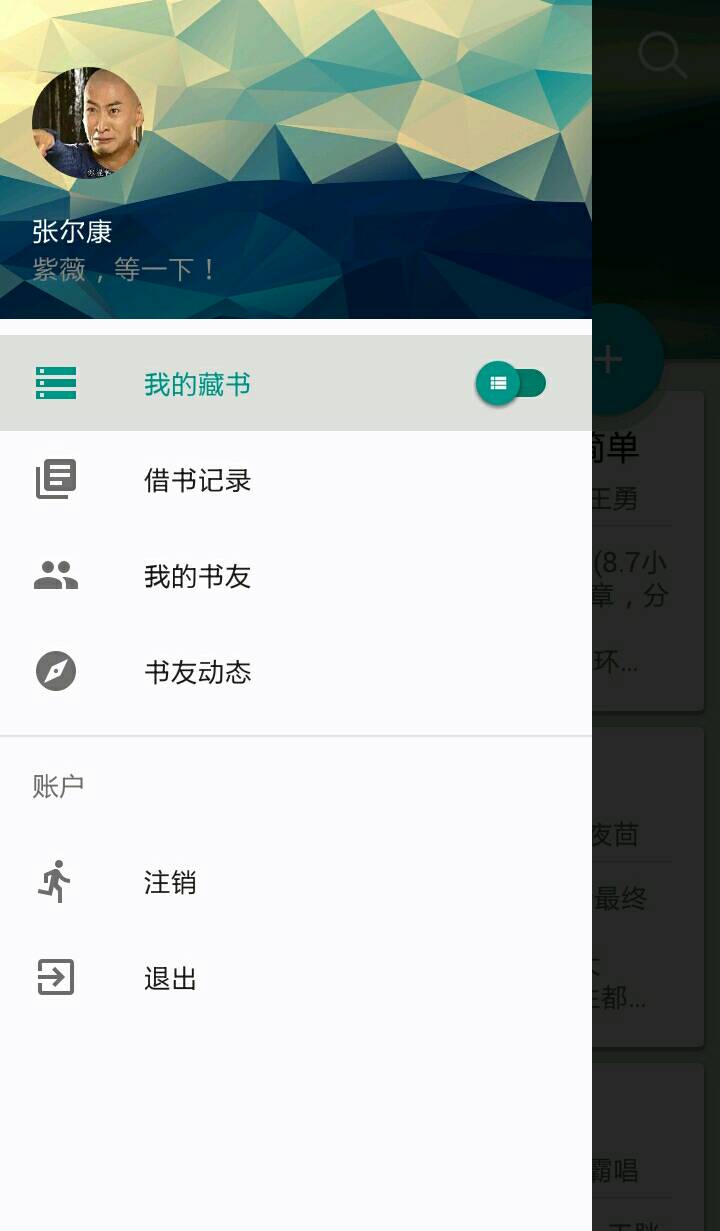 张尔康
紫薇，等一下！
我的藏书
借书记录
我的书友
书友动态
账户
注销
退出
简单
王勇
(8.7小
章，分
环...
夜茴
最终
生都...
霸唱